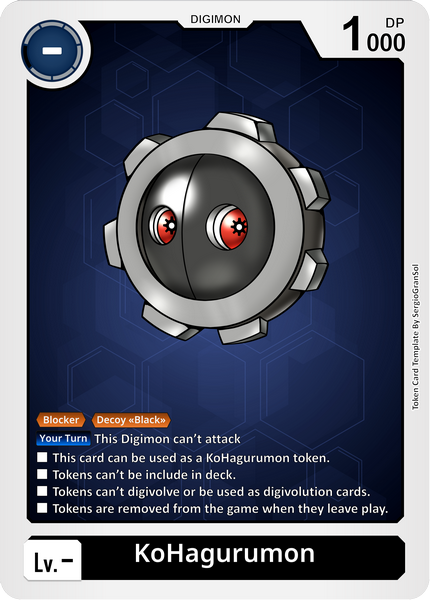 DIGIMON
-
DP
1000
Token Card Template By SergioGranSol
Blocker Decoy «Black»
Your Turn This Digimon can't attack
■ This card can be used as a KoHagurumon token.
■ Tokens can't be include in deck.
■ Tokens can't digivolve or be used as digivolution cards.
■ Tokens are removed from the game when they leave play.
Lv.-
KoHagurumon